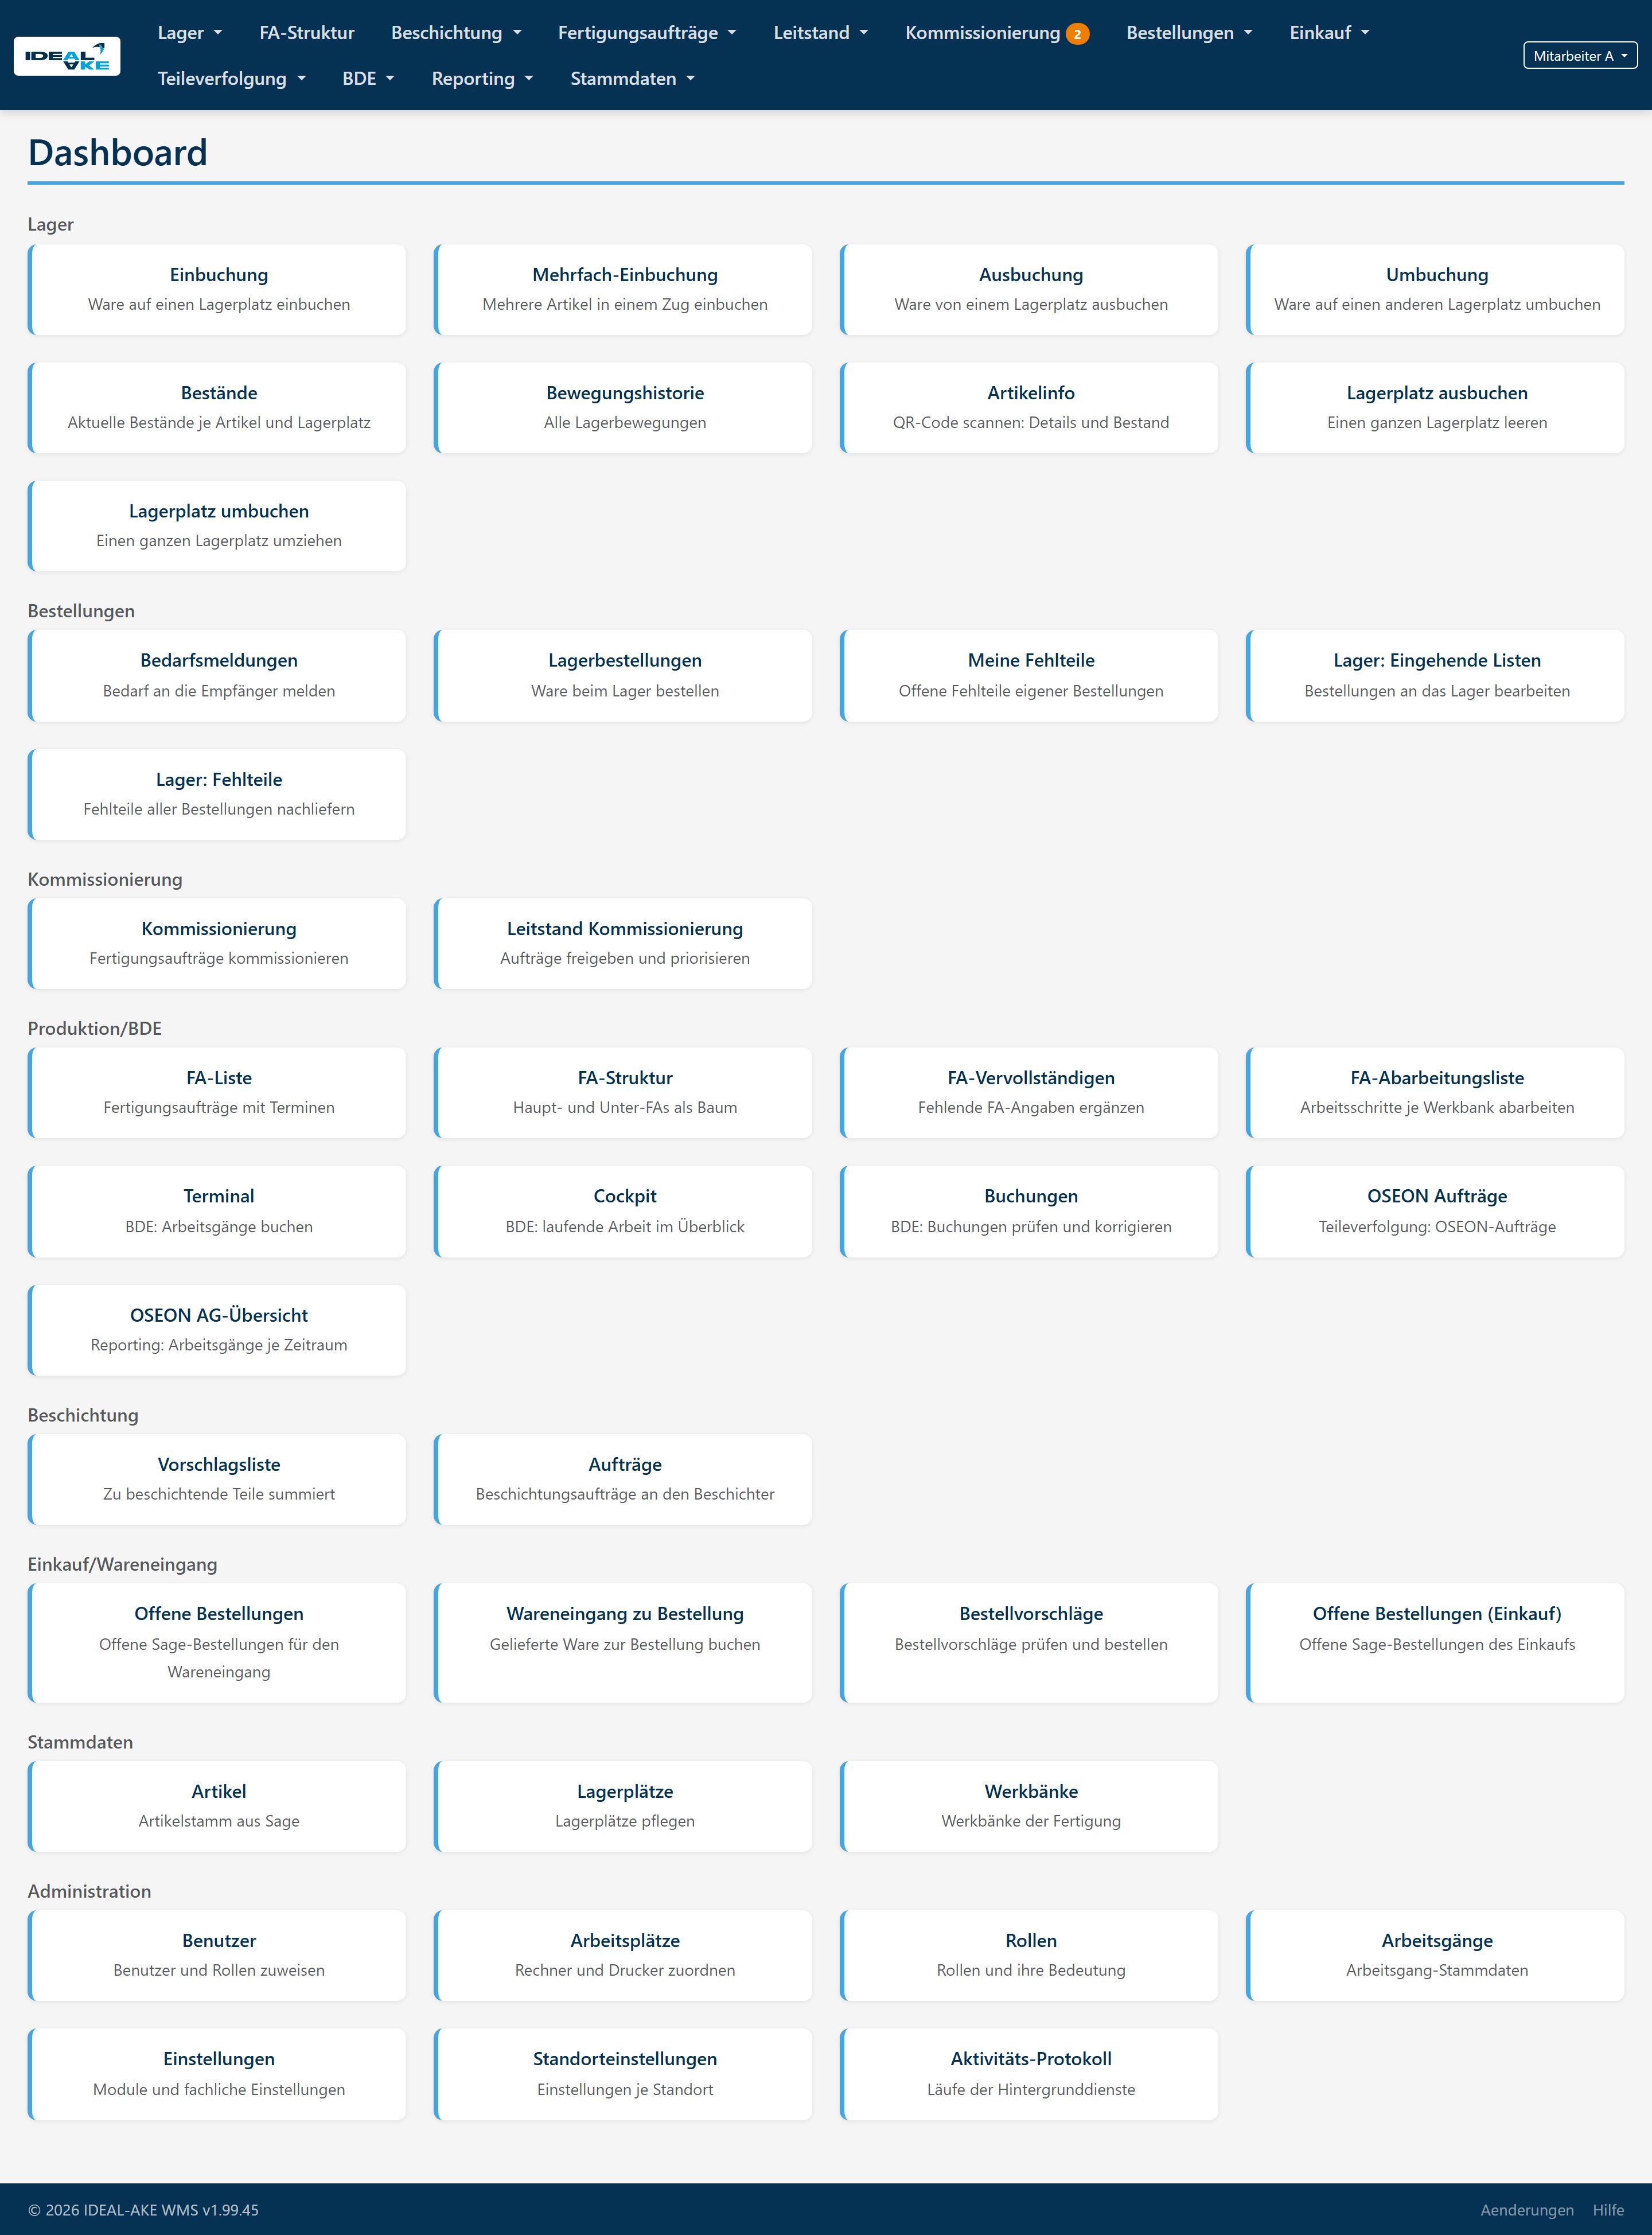 IDEAL AKE
Lager
FA-Struktur
Beschichtung
Fertigungsaufträge
Leitstand
Kommissionierung 2
Bestellungen
Einkauf
Teileverfolgung
BDE
Reporting
Stammdaten
Mitarbeiter A
Dashboard
Lager
Einbuchung
Ware auf einen Lagerplatz einbuchen
Mehrfach-Einbuchung
Mehrere Artikel in einem Zug einbuchen
Ausbuchung
Ware von einem Lagerplatz ausbuchen
Umbuchung
Ware auf einen anderen Lagerplatz umbuchen
Bestände
Aktuelle Bestände je Artikel und Lagerplatz
Bewegungshistorie
Alle Lagerbewegungen
Artikelinfo
QR-Code scannen: Details und Bestand
Lagerplatz ausbuchen
Einen ganzen Lagerplatz leeren
Lagerplatz umbuchen
Einen ganzen Lagerplatz umziehen
Bestellungen
Bedarfsmeldungen
Bedarf an die Empfänger melden
Lagerbestellungen
Ware beim Lager bestellen
Meine Fehlteile
Offene Fehlteile eigener Bestellungen
Lager: Eingehende Listen
Bestellungen an das Lager bearbeiten
Lager: Fehlteile
Fehlteile aller Bestellungen nachliefern
Kommissionierung
Kommissionierung
Fertigungsaufträge kommissionieren
Leitstand Kommissionierung
Aufträge freigeben und priorisieren
Produktion/BDE
FA-Liste
Fertigungsaufträge mit Terminen
FA-Struktur
Haupt- und Unter-FAs als Baum
FA-Vervollständigen
Fehlende FA-Angaben ergänzen
FA-Abarbeitungsliste
Arbeitsschritte je Werkbank abarbeiten
Terminal
BDE: Arbeitsgänge buchen
Cockpit
BDE: laufende Arbeit im Überblick
Buchungen
BDE: Buchungen prüfen und korrigieren
OSEON Aufträge
Teileverfolgung: OSEON-Aufträge
OSEON AG-Übersicht
Reporting: Arbeitsgänge je Zeitraum
Beschichtung
Vorschlagsliste
Zu beschichtende Teile summiert
Aufträge
Beschichtungsaufträge an den Beschichter
Einkauf/Wareneingang
Offene Bestellungen
Offene Sage-Bestellungen für den
Wareneingang
Wareneingang zu Bestellung
Gelieferte Ware zur Bestellung buchen
Bestellvorschläge
Bestellvorschläge prüfen und bestellen
Offene Bestellungen (Einkauf)
Offene Sage-Bestellungen des Einkaufs
Stammdaten
Artikel
Artikelstamm aus Sage
Lagerplätze
Lagerplätze pflegen
Werkbänke
Werkbänke der Fertigung
Administration
Benutzer
Benutzer und Rollen zuweisen
Arbeitsplätze
Rechner und Drucker zuordnen
Rollen
Rollen und ihre Bedeutung
Arbeitsgänge
Arbeitsgang-Stammdaten
Einstellungen
Module und fachliche Einstellungen
Standorteinstellungen
Einstellungen je Standort
Aktivitäts-Protokoll
Läufe der Hintergrunddienste
© 2026 IDEAL-AKE WMS v1.99.45
Aenderungen
Hilfe